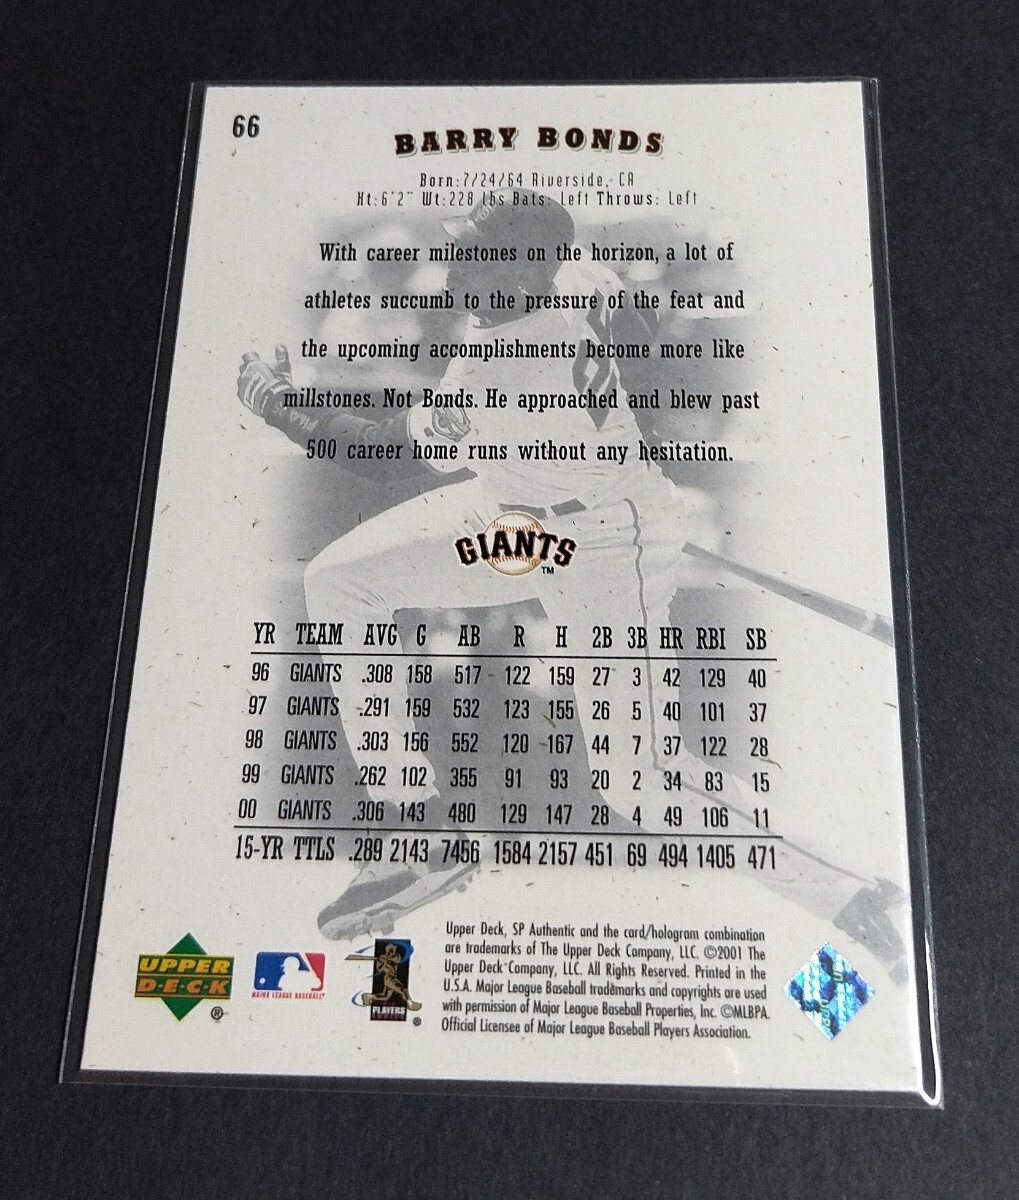 66
BARRY BONDS
Born:7/24/64 Riverside, CA
Ht:6'2" Wt:228 lbs Bats: Left Throws: Left
With career milestones on the horizon, a lot of
athletes succumb to the pressure of the feat and
the upcoming accomplishments become more like
millstones. Not Bonds. He approached and blew past
500 career home runs without any hesitation.
GIANTS TM
YR TEAM AVG G AB R H 2B 3B HR RBI SB
96 GIANTS .308 158 517 122 159 27 3 42 129 40
97 GIANTS .291 159 532 123 155 26 5 40 101 37
98 GIANTS .303 156 552 120 167 44 7 37 122 28
99 GIANTS .262 102 355 91 93 20 2 34 83 15
00 GIANTS .306 143 480 129 147 28 4 49 106 11
15-YR TTLS .289 2143 7456 1584 2157 451 69 494 1405 471
Upper Deck, SP Authentic and the card/hologram combination
are trademarks of The Upper Deck Company, LLC. ©2001 The
Upper Deck Company, LLC. All Rights Reserved. Printed in
U.S.A. Major League Baseball trademarks and copyrights are used
with permission of Major League Baseball Properties, Inc. ©MLBPA.
Official Licensee of Major League Baseball Players Association.
UPPER
D·E·C·K
®
MAJOR LEAGUE BASEBALL
PLAYERS
CHOICE
®